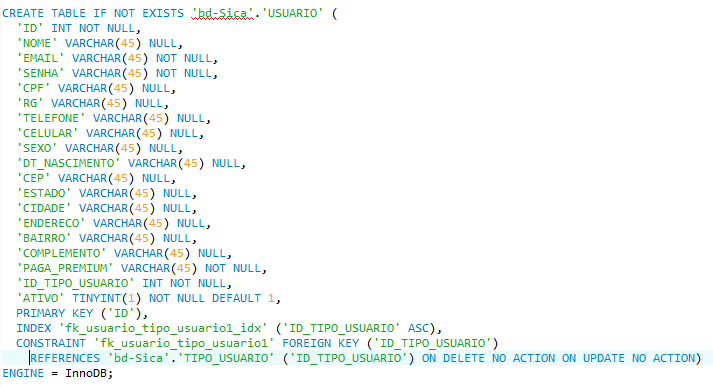 CREATE TABLE IF NOT EXISTS 'bd-Sica'.'USUARIO' (
'ID' INT NOT NULL,
'NOME' VARCHAR(45) NULL,
'EMAIL' VARCHAR(45) NOT NULL,
'SENHA' VARCHAR(45) NOT NULL,
'CPF' VARCHAR(45) NULL,
'RG' VARCHAR(45) NULL,
'TELEFONE' VARCHAR(45) NULL,
'CELULAR' VARCHAR(45) NULL,
'SEXO' VARCHAR(45) NULL,
'DT_NASCIMENTO' VARCHAR(45) NULL,
'CEP' VARCHAR(45) NULL,
'ESTADO' VARCHAR(45) NULL,
'CIDADE' VARCHAR(45) NULL,
'ENDERECO' VARCHAR(45) NULL,
'BAIRRO' VARCHAR(45) NULL,
'COMPLEMENTO' VARCHAR(45) NULL,
'PAGA_PREMIUM' VARCHAR(45) NOT NULL,
'ID_TIPO_USUARIO' INT NOT NULL,
'ATIVO' TINYINT(1) NOT NULL DEFAULT 1,
PRIMARY KEY ('ID'),
INDEX 'fk_usuario_tipo_usuario1_idx' ('ID_TIPO_USUARIO' ASC),
CONSTRAINT 'fk_usuario_tipo_usuario1' FOREIGN KEY ('ID_TIPO_USUARIO')
REFERENCES 'bd-Sica'.'TIPO_USUARIO' ('ID_TIPO_USUARIO') ON DELETE NO ACTION ON UPDATE NO ACTION)
ENGINE = InnoDB;